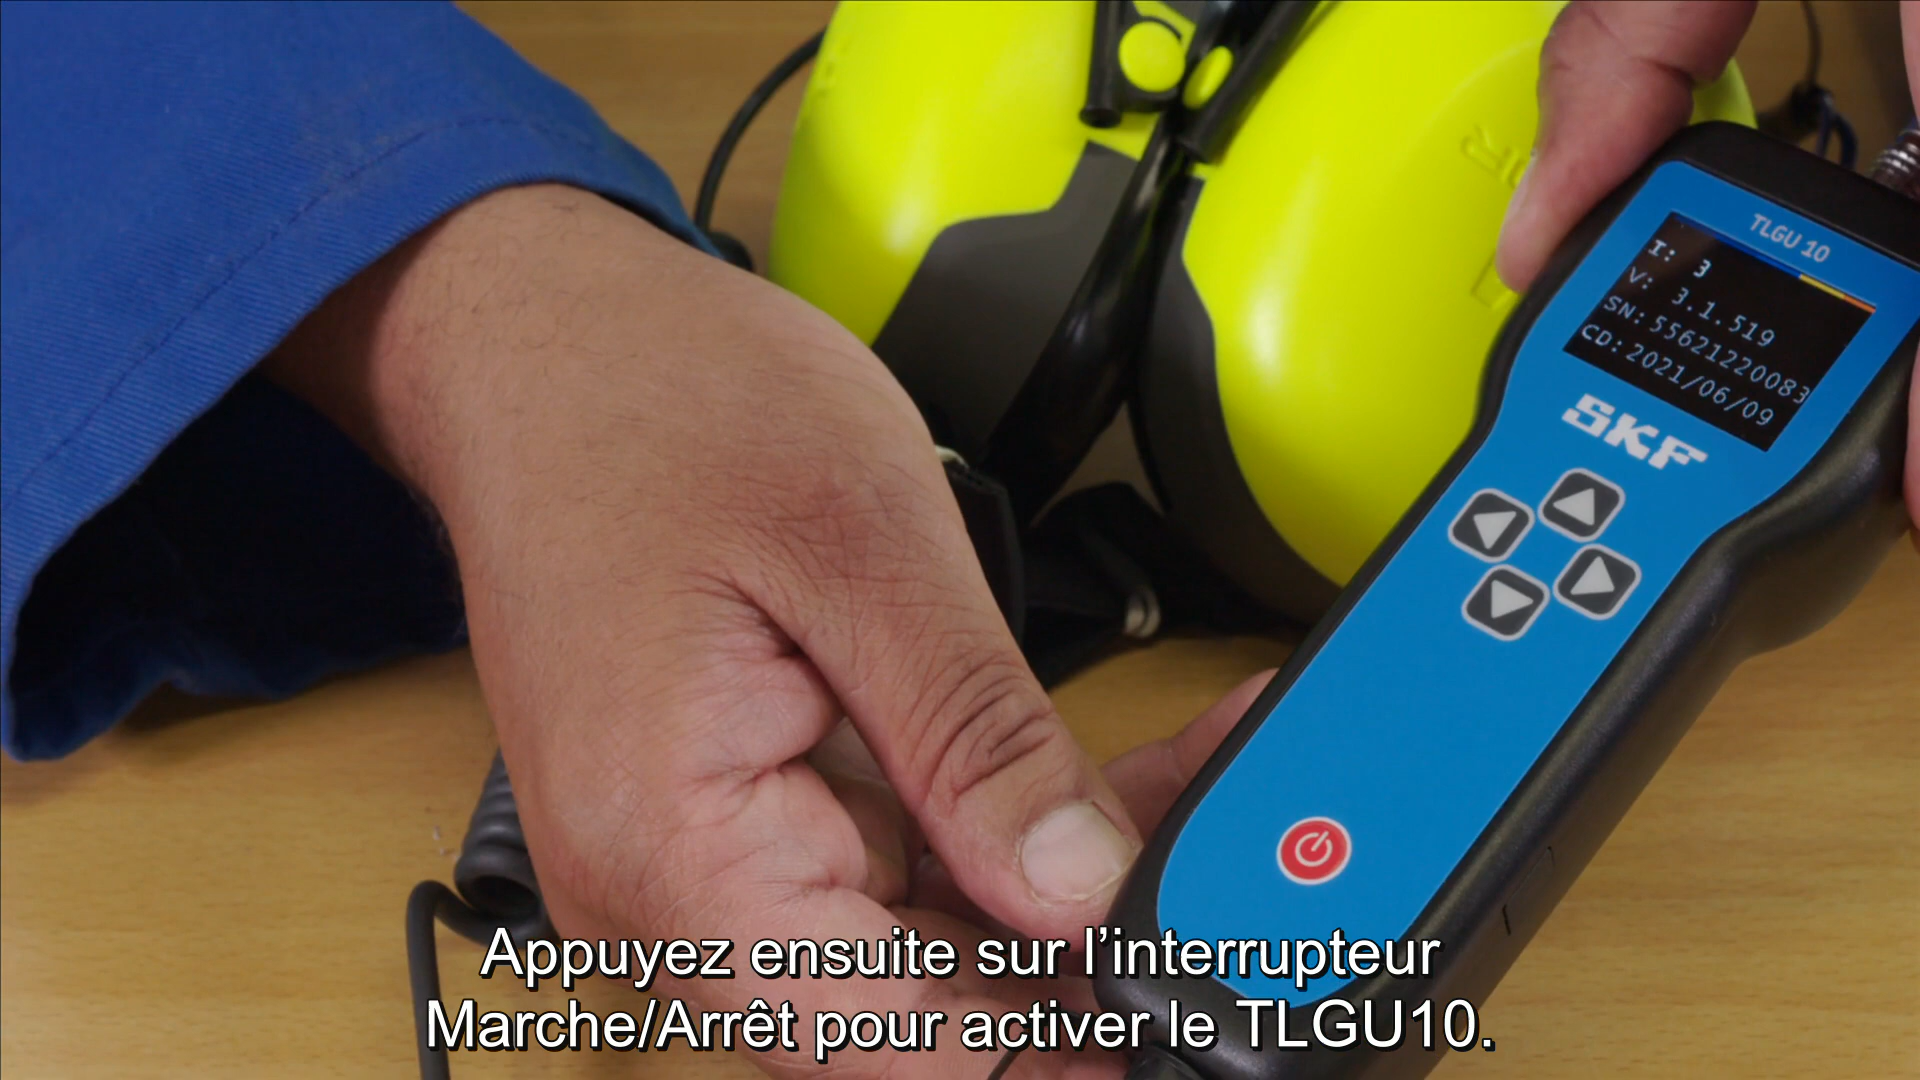 TLGU 10
I: 3
V: 3.1.519
SN:55621220083
CD:2021/06/09
SKF
Appuyez ensuite sur l’interrupteur
Marche/Arrêt pour activer le TLGU10.